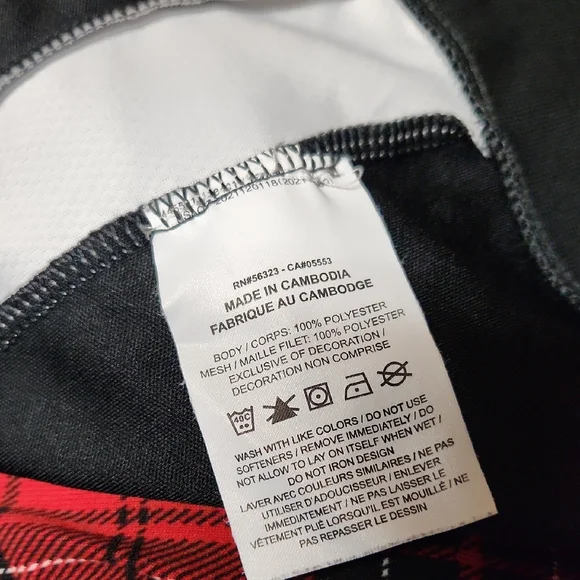 RN#56323 - CA#05553
MADE IN CAMBODIA
FABRIQUE AU CAMBODGE
BODY / CORPS: 100% POLYESTER
MESH / MAILLE FILET: 100% POLYESTER
EXCLUSIVE OF DECORATION /
DECORATION NON COMPRISE
40C
WASH WITH LIKE COLORS / DO NOT USE
SOFTENERS / REMOVE IMMEDIATELY / DO
NOT ALLOW TO LAY ON ITSELF WHEN WET /
DO NOT IRON DESIGN
LAVER AVEC COULEURS SIMILAIRES / NE PAS
UTILISER D'ADOUCISSEUR / ENLEVER
IMMEDIATEMENT / NE PAS LAISSER LE
VÊTEMENT PLIÉ LORSQU'IL EST MOUILLÉ / NE
PAS REPASSER LE DESSIN